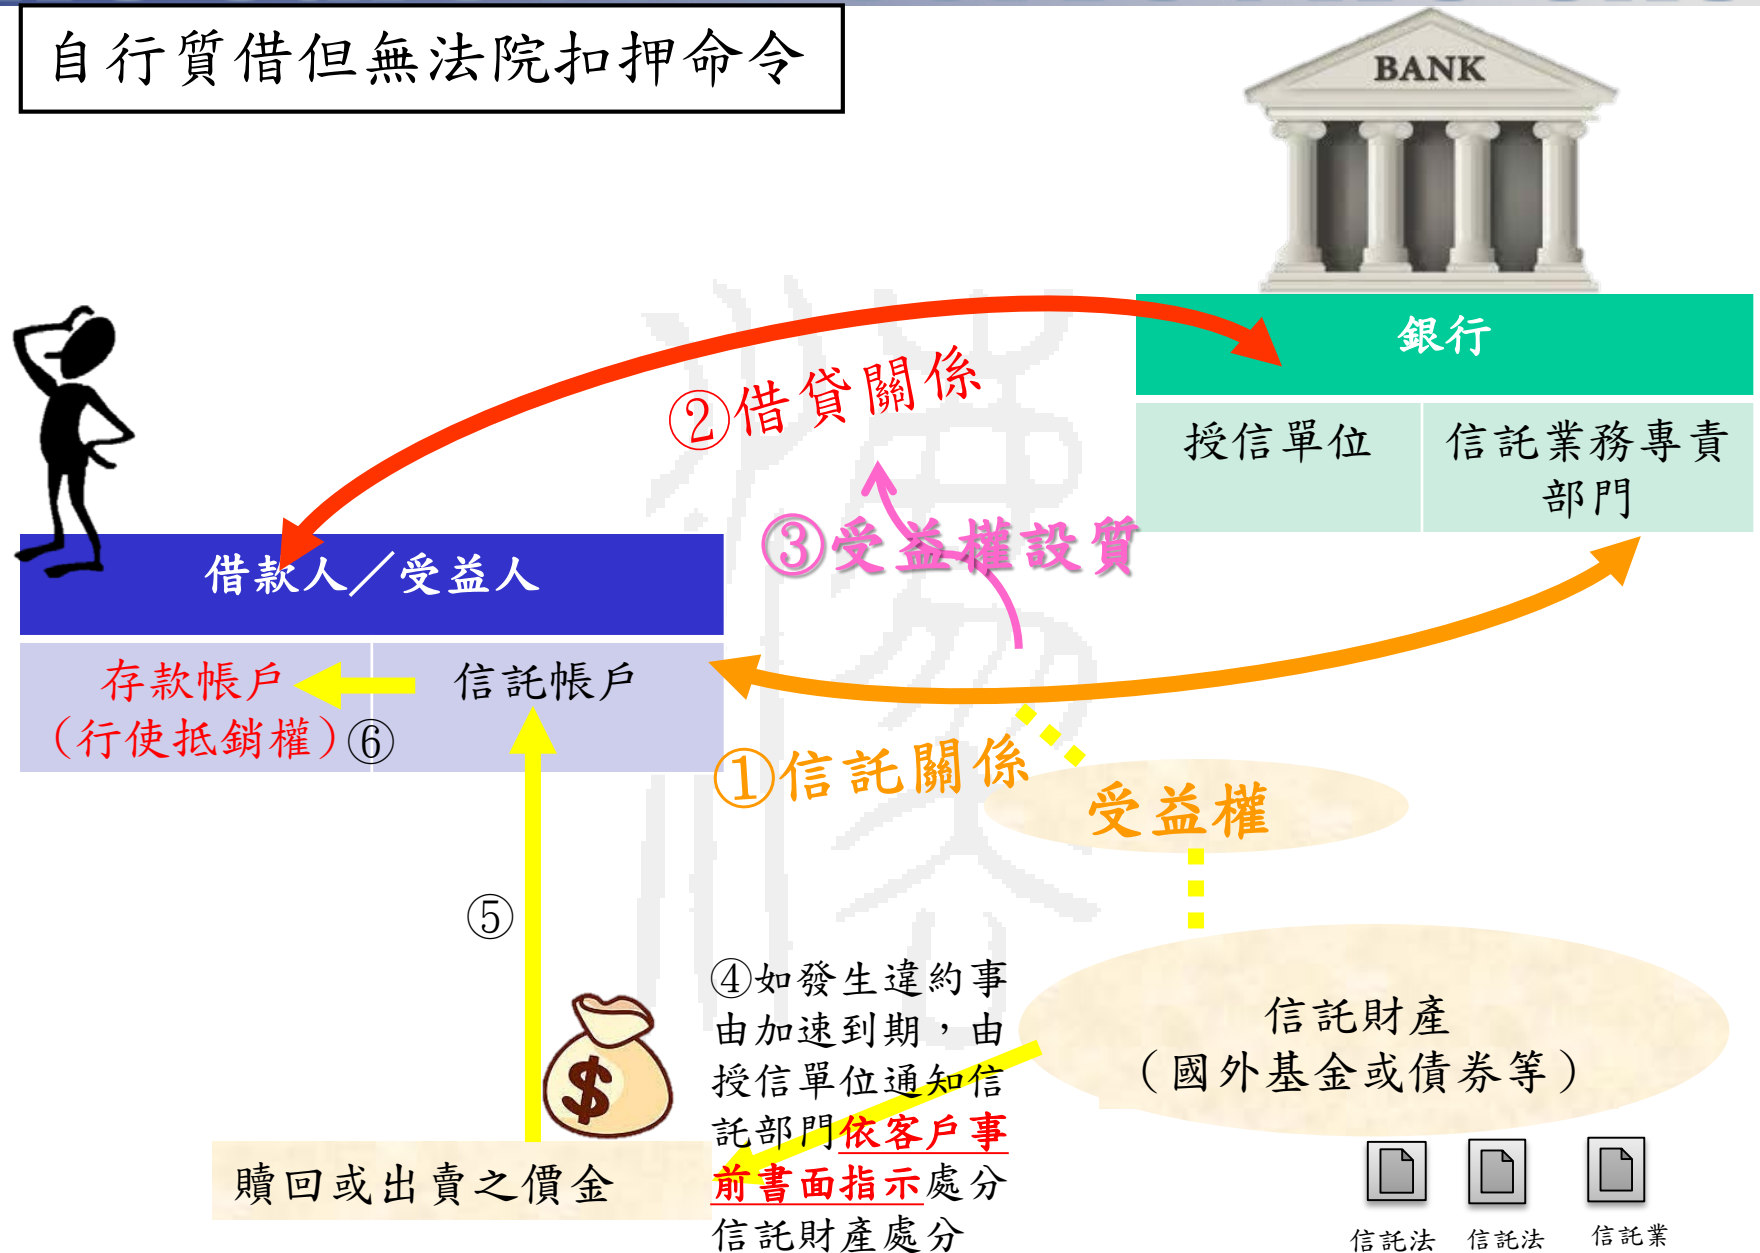 自行質借但無法院扣押命令
BANK
銀行
授信單位
信託業務專責
部門
②借貸關係
③受益權設質
借款人／受益人
存款帳戶
（行使抵銷權）
⑥
信託帳戶
①信託關係
受益權
⑤
④如發生違約事
由加速到期，由
授信單位通知信
託部門依客戶事
前書面指示處分
信託財產處分
信託財產
（國外基金或債券等）
贖回或出賣之價金
$
信託法
信託法
信託業